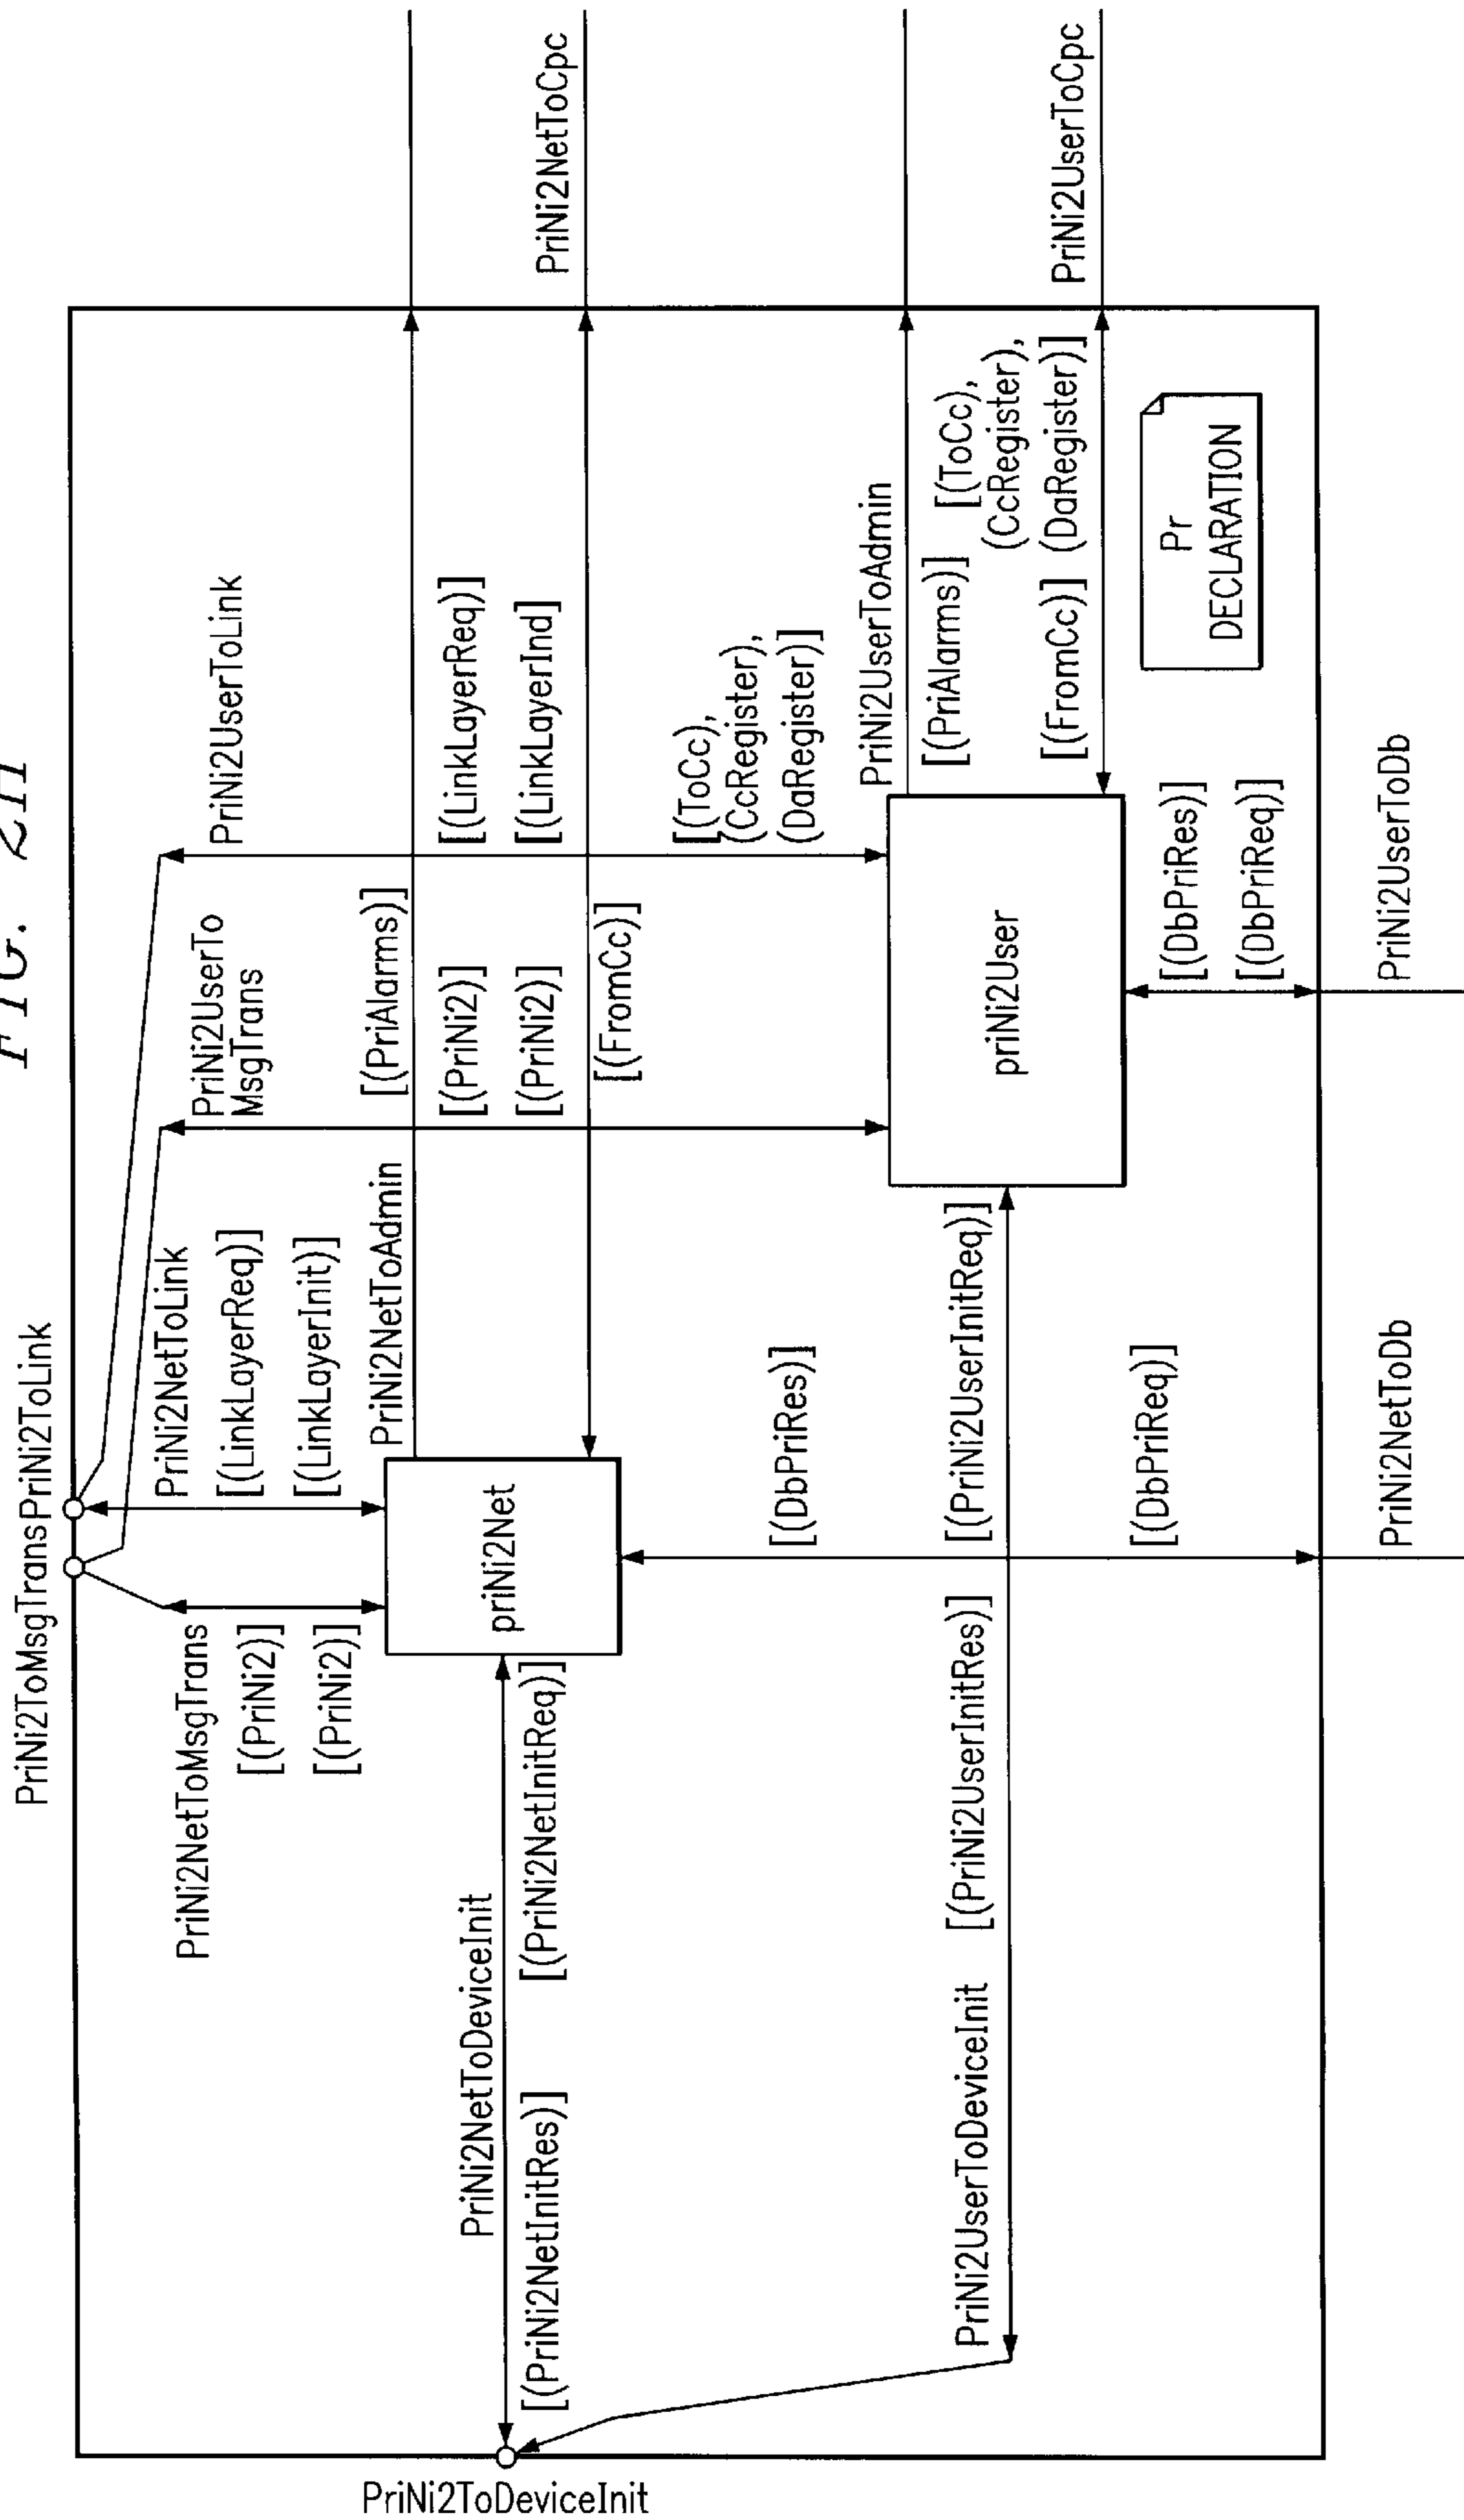 FIG. 2H
PriNi2ToMsgTrans
PriNi2ToLink
PriNi2NetToMsgTrans
[(PriNi2)]
[(PriNi2)]
PriNi2NetToLink
[(LinkLayerReq)]
[(LinkLayerInit)]
PriNi2UserTo
MsgTrans
PriNi2UserToLink
PriNi2NetToAdmin
[(PriAlarms)]
[(PriNi2)]
[(LinkLayerReq)]
[(PriNi2)]
[(LinkLayerInd]
PriNi2NetToCpc
[(FromCc)]
[(ToCc),
(CcRegister),
(DaRegister)]
PriNi2ToDeviceInit
PriNi2NetToDeviceInit
[(PriNi2NetInitRes)]
[(PriNi2NetInitReq)]
priNi2Net
[(DbPriRes)]
PriNi2UserToAdmin
[(PriAlarms)]
[(ToCc),
(CcRegister),
[(FromCc)]
(DaRegister)]
PriNi2UserToCpc
PriNi2UserToDeviceInit
[(PriNi2UserInitRes)]
[(PriNi2UserInitReq)]
priNi2User
[(DbPriReq)]
[(DbPriRes)]
[(DbPriReq)]
Pr
DECLARATION
PriNi2NetToDb
PriNi2UserToDb